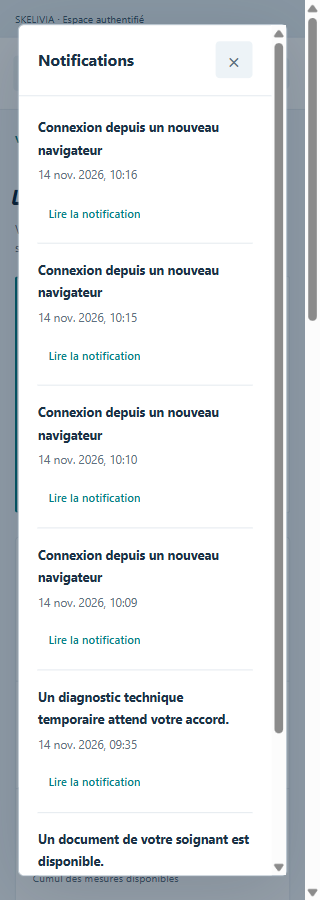 SKELIVIA · Espace authentifié
Notifications
×
Connexion depuis un nouveau
navigateur
14 nov. 2026, 10:16
Lire la notification
Connexion depuis un nouveau
navigateur
14 nov. 2026, 10:15
Lire la notification
Connexion depuis un nouveau
navigateur
14 nov. 2026, 10:10
Lire la notification
Connexion depuis un nouveau
navigateur
14 nov. 2026, 10:09
Lire la notification
Un diagnostic technique
temporaire attend votre accord.
14 nov. 2026, 09:35
Lire la notification
Un document de votre soignant est
disponible.
Cumul des mesures disponibles